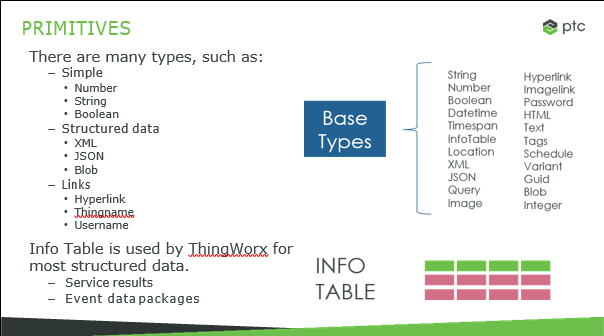 PRIMITIVES
ptc
There are many types, such as:
– Simple
• Number
• String
• Boolean
– Structured data
• XML
• JSON
• Blob
– Links
• Hyperlink
• Thingname
• Username
Info Table is used by ThingWorx for
most structured data.
– Service results
– Event data packages
Base
Types
String
Number
Boolean
Datetime
Timespan
InfoTable
Location
XML
JSON
Query
Image
Hyperlink
Imagelink
Password
HTML
Text
Tags
Schedule
Variant
Guid
Blob
Integer
INFO
TABLE